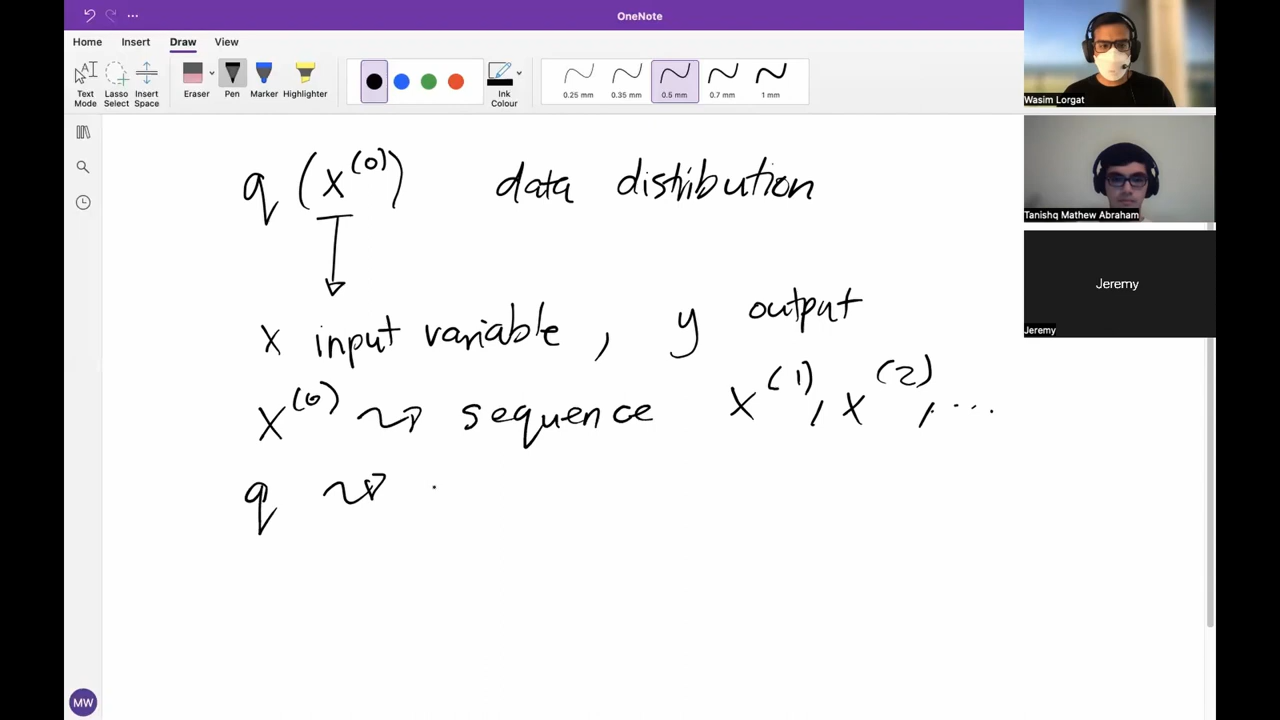 OneNote
Home Insert Draw View
Text Mode Lasso Select Insert Space Eraser Pen Marker Highlighter Ink Colour 0.25 mm 0.35 mm 0.5 mm 0.7 mm 1 mm
Wasim Lorgat
Tanishq Mathew Abraham
Jeremy
Jeremy
q (x^(0)) data distribution
x input variable, y output
x^(0) ⇝ sequence x^(1), x^(2), ...
q ⇝
MW